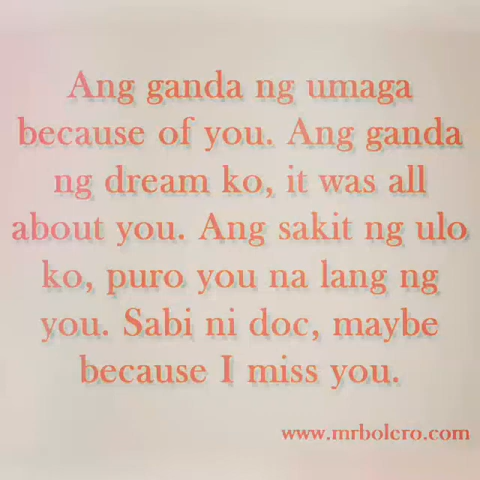 Ang ganda ng umaga
because of you. Ang ganda
ng dream ko, it was all
about you. Ang sakit ng ulo
ko, puro you na lang ng
you. Sabi ni doc, maybe
because I miss you.
www.mrbolero.com